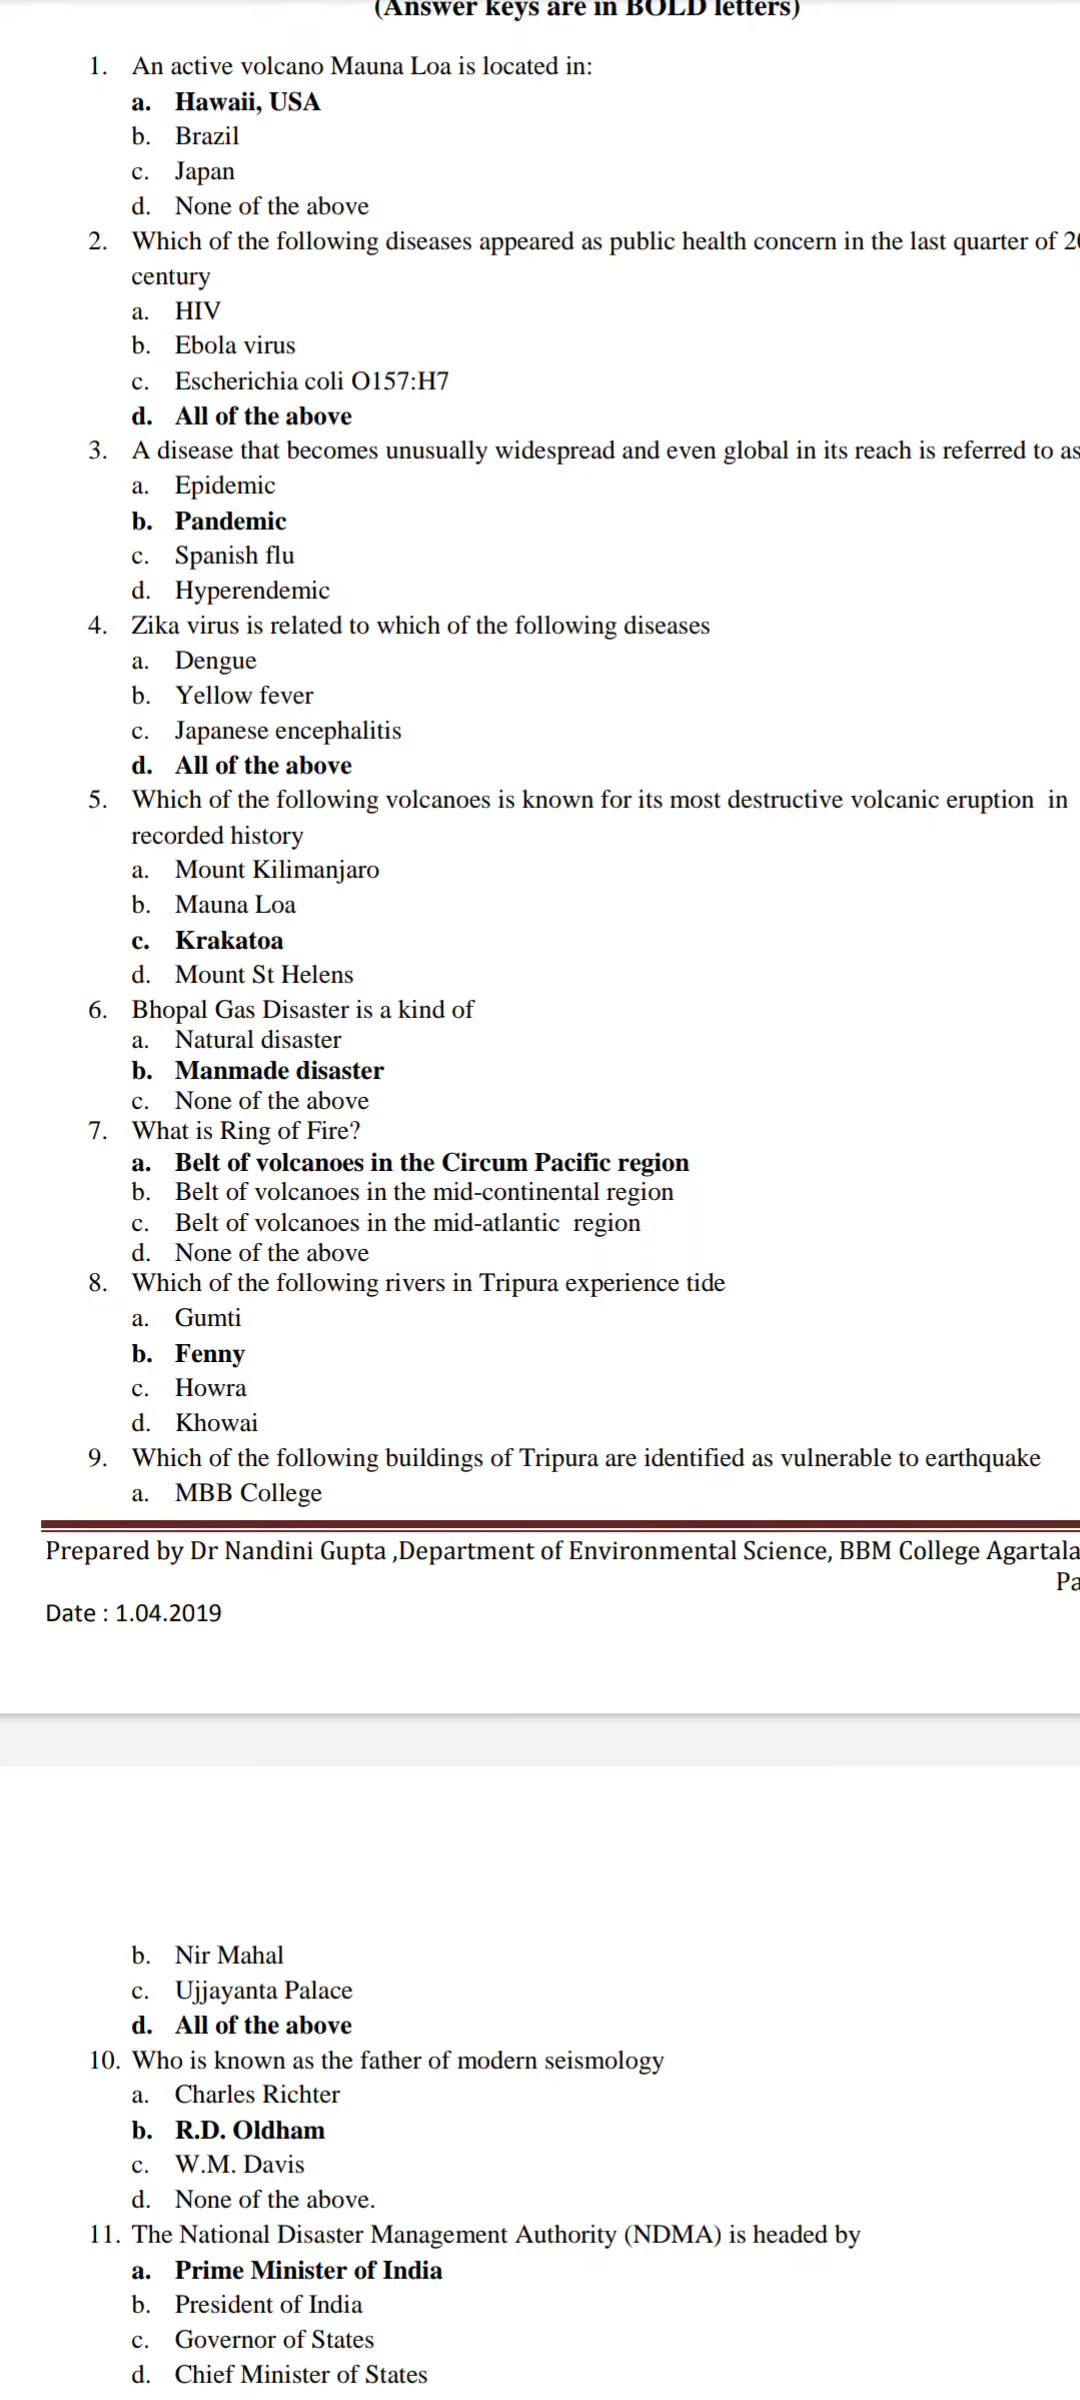 (Answer keys are in BOLD letters)
1. An active volcano Mauna Loa is located in:
a. Hawaii, USA
b. Brazil
c. Japan
d. None of the above
2. Which of the following diseases appeared as public health concern in the last quarter of
century
a. HIV
b. Ebola virus
c. Escherichia coli O157:H7
d. All of the above
3. A disease that becomes unusually widespread and even global in its reach is referred to as
a. Epidemic
b. Pandemic
c. Spanish flu
d. Hyperendemic
4. Zika virus is related to which of the following diseases
a. Dengue
b. Yellow fever
c. Japanese encephalitis
d. All of the above
5. Which of the following volcanoes is known for its most destructive volcanic eruption in
recorded history
a. Mount Kilimanjaro
b. Mauna Loa
c. Krakatoa
d. Mount St Helens
6. Bhopal Gas Disaster is a kind of
a. Natural disaster
b. Manmade disaster
c. None of the above
7. What is Ring of Fire?
a. Belt of volcanoes in the Circum Pacific region
b. Belt of volcanoes in the mid-continental region
c. Belt of volcanoes in the mid-atlantic region
d. None of the above
8. Which of the following rivers in Tripura experience tide
a. Gumti
b. Fenny
c. Howra
d. Khowai
9. Which of the following buildings of Tripura are identified as vulnerable to earthquake
a. MBB College
Prepared by Dr Nandini Gupta ,Department of Environmental Science, BBM College Agartala
Date : 1.04.2019
b. Nir Mahal
c. Ujjayanta Palace
d. All of the above
10. Who is known as the father of modern seismology
a. Charles Richter
b. R.D. Oldham
c. W.M. Davis
d. None of the above.
11. The National Disaster Management Authority (NDMA) is headed by
a. Prime Minister of India
b. President of India
c. Governor of States
d. Chief Minister of States